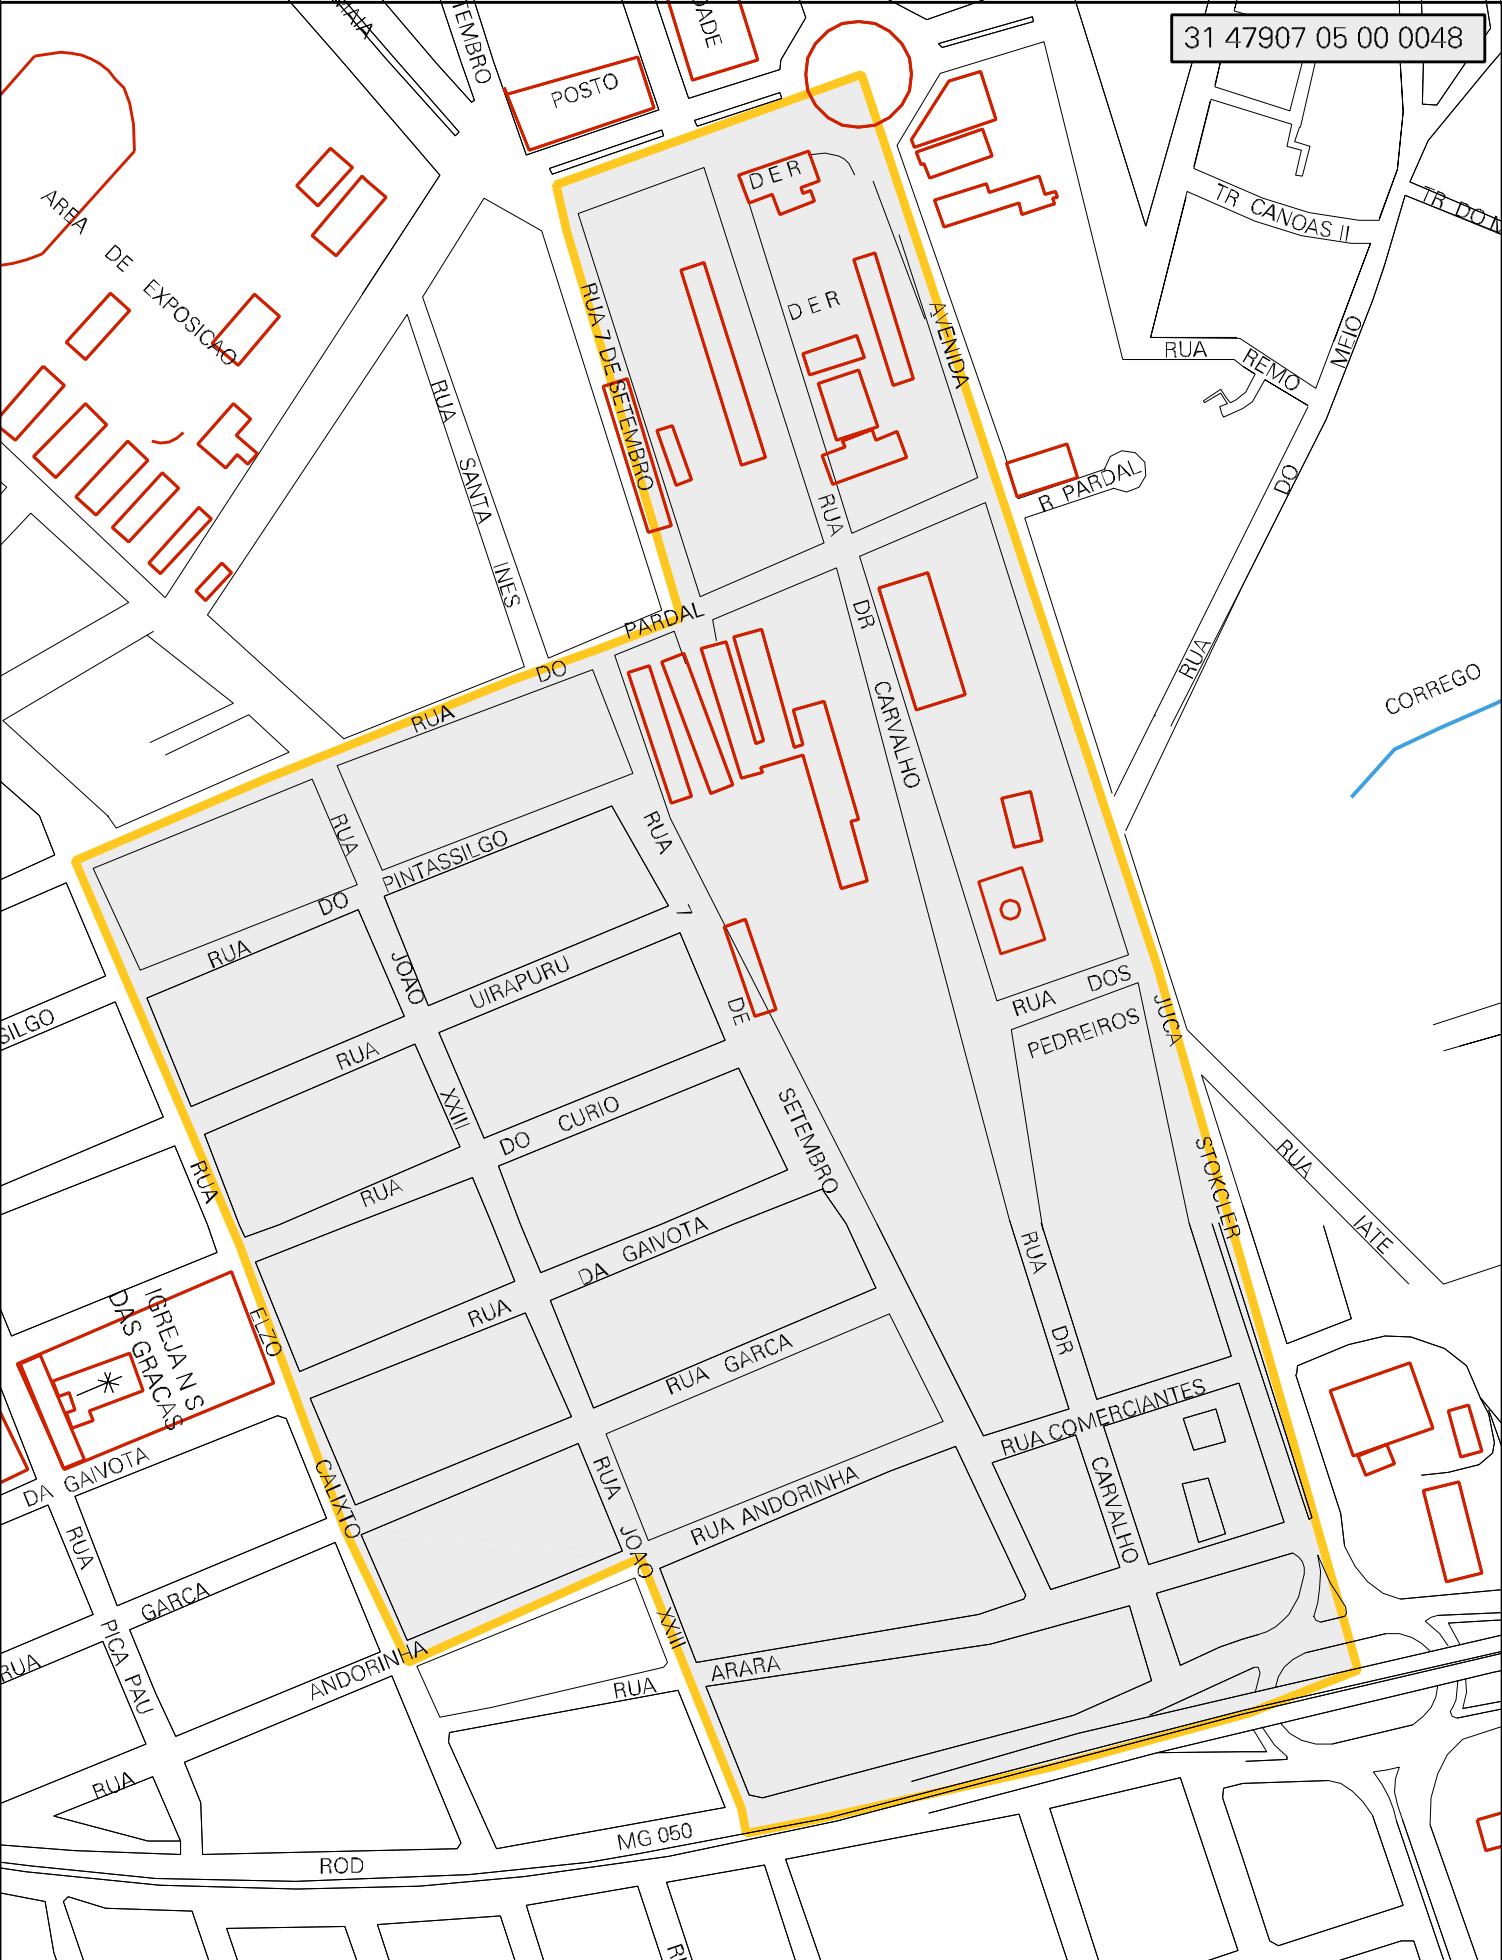 31 47907 05 00 0048
TEMBRO
DADE
POSTO
DER
TR CANOAS II
TR DO
AREA DE EXPOSICAO
DER
RUA 7 DE SETEMBRO
AVENIDA
RUA REMO
RUA DO MEIO
RUA SANTA INES
R PARDAL
RUA
DR
CARVALHO
CORREGO
RUA DO PARDAL
RUA
JOAO
XXIII
RUA DO PINTASSILGO
RUA
7
DE
SETEMBRO
RUA UIRAPURU
RUA DOS
PEDREIROS
JUCA
STOKCLER
SILGO
RUA DO CURIO
RUA DA GAIVOTA
RUA IATE
RUA
ELZO
CALIXTO
IGREJA N S
DAS GRACAS
RUA
DR
CARVALHO
RUA GARCA
RUA COMERCIANTES
DA GAIVOTA
RUA ANDORINHA
RUA
JOAO
XXIII
RUA
PICA PAU
RUA GARCA
ANDORINHA
RUA ARARA
RUA
ROD MG 050